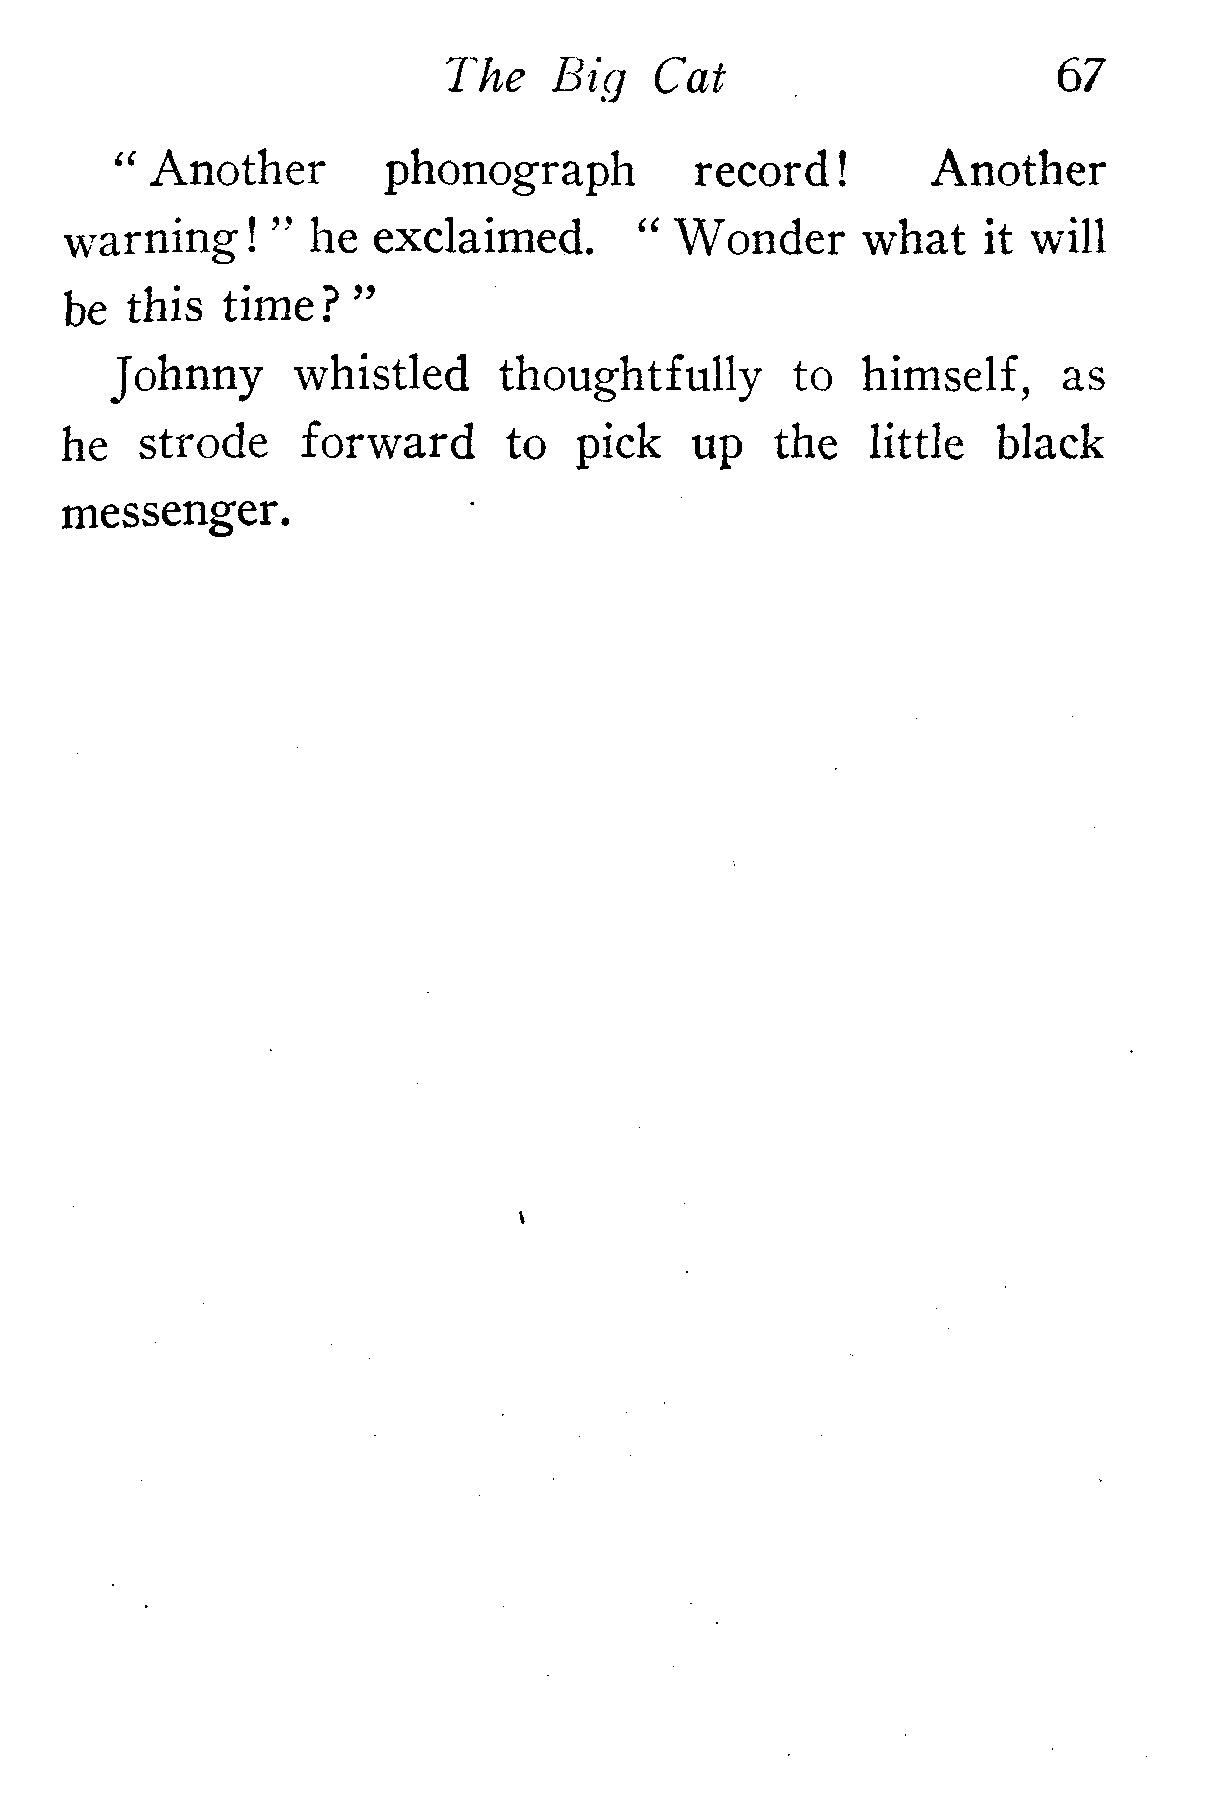 The Big Cat 67
“ Another phonograph record! Another
warning! ” he exclaimed. “ Wonder what it will
be this time? ”
Johnny whistled thoughtfully to himself, as
he strode forward to pick up the little black
messenger.